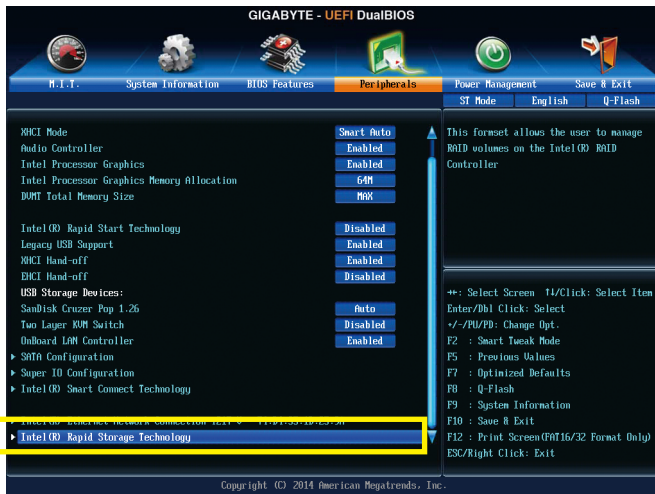 GIGABYTE - UEFI DualBIOS
M.I.T.
System Information
BIOS Features
Peripherals
Power Management
Save & Exit
ST Mode
English
Q-Flash
XHCI Mode Smart Auto
Audio Controller Enabled
Intel Processor Graphics Enabled
Intel Processor Graphics Memory Allocation 64M
DVMT Total Memory Size MAX
Intel(R) Rapid Start Technology Disabled
Legacy USB Support Enabled
XHCI Hand-off Enabled
EHCI Hand-off Disabled
USB Storage Devices:
SanDisk Cruzer Pop 1.26 Auto
Two Layer KVM Switch Disabled
OnBoard LAN Controller Enabled
SATA Configuration
Super IO Configuration
Intel(R) Smart Connect Technology
Intel(R) Ethernet Network Connection I217-V
Intel(R) Rapid Storage Technology
This formset allows the user to manage
RAID volumes on the Intel(R) RAID
Controller
: Select Screen ↑↓/Click: Select Item
Enter/Dbl Click: Select
+/-/PU/PD: Change Opt.
F2 : Smart Tweak Mode
F5 : Previous Values
F7 : Optimized Defaults
F8 : Q-Flash
F9 : System Information
F10 : Save & Exit
F12 : Print Screen(FAT16/32 Format Only)
ESC/Right Click: Exit
Copyright (C) 2014 American Megatrends, Inc.